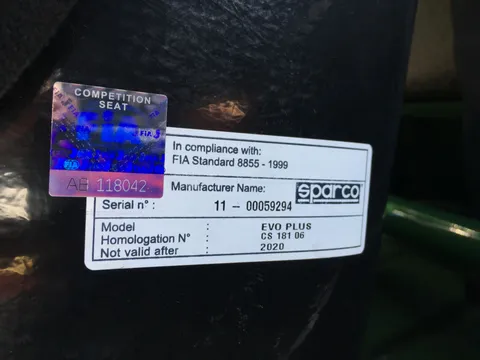 COMPETITION
SEAT
FIA
FIA
AB 118042
In compliance with:
FIA Standard 8855 - 1999
Manufacturer Name: sparco
Serial n° : 11 - 00059294
Model : EVO PLUS
Homologation N° : CS 181 06
Not valid after : 2020